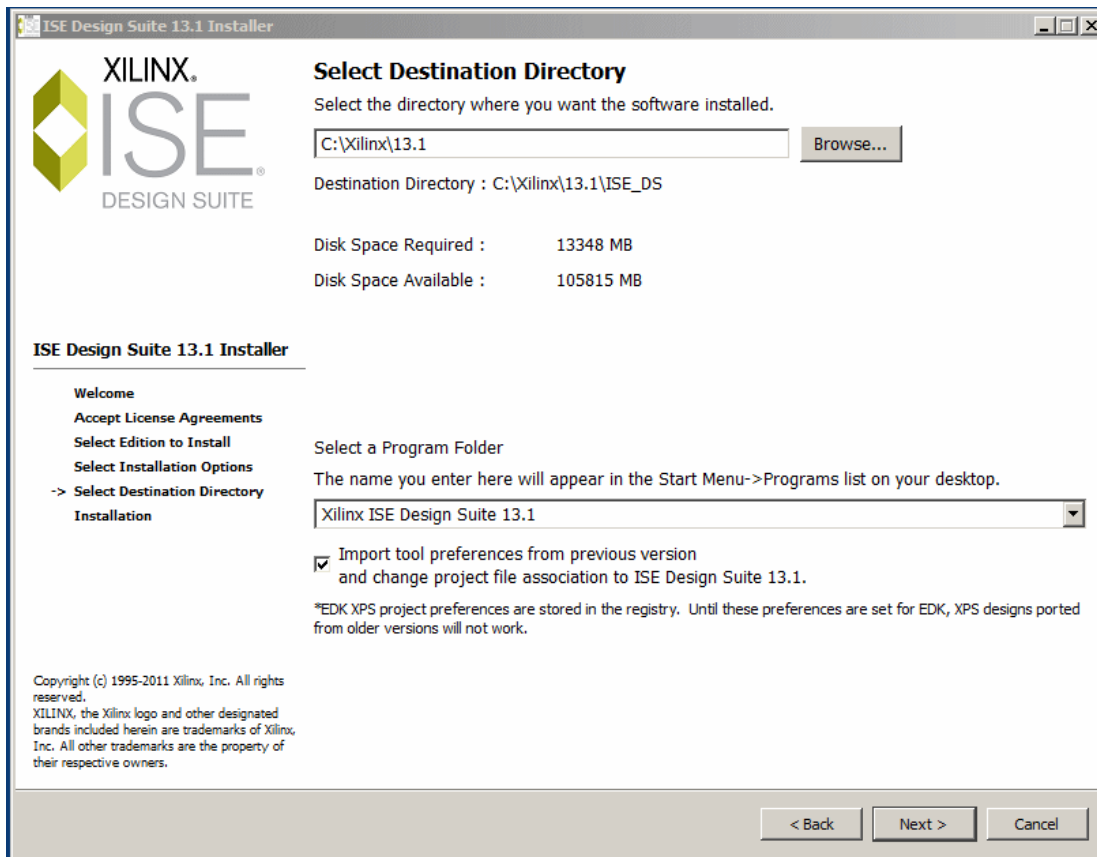 ISE Design Suite 13.1 Installer
XILINX®
ISE®
DESIGN SUITE
Select Destination Directory
Select the directory where you want the software installed.
C:\Xilinx\13.1
Browse...
Destination Directory : C:\Xilinx\13.1\ISE_DS
Disk Space Required : 13348 MB
Disk Space Available : 105815 MB
ISE Design Suite 13.1 Installer
Welcome
Accept License Agreements
Select Edition to Install
Select Installation Options
-> Select Destination Directory
Installation
Select a Program Folder
The name you enter here will appear in the Start Menu->Programs list on your desktop.
Xilinx ISE Design Suite 13.1
Import tool preferences from previous version
and change project file association to ISE Design Suite 13.1.
*EDK XPS project preferences are stored in the registry. Until these preferences are set for EDK, XPS designs ported
from older versions will not work.
Copyright (c) 1995-2011 Xilinx, Inc. All rights
reserved.
XILINX, the Xilinx logo and other designated
brands included herein are trademarks of Xilinx,
Inc. All other trademarks are the property of
their respective owners.
< Back
Next >
Cancel